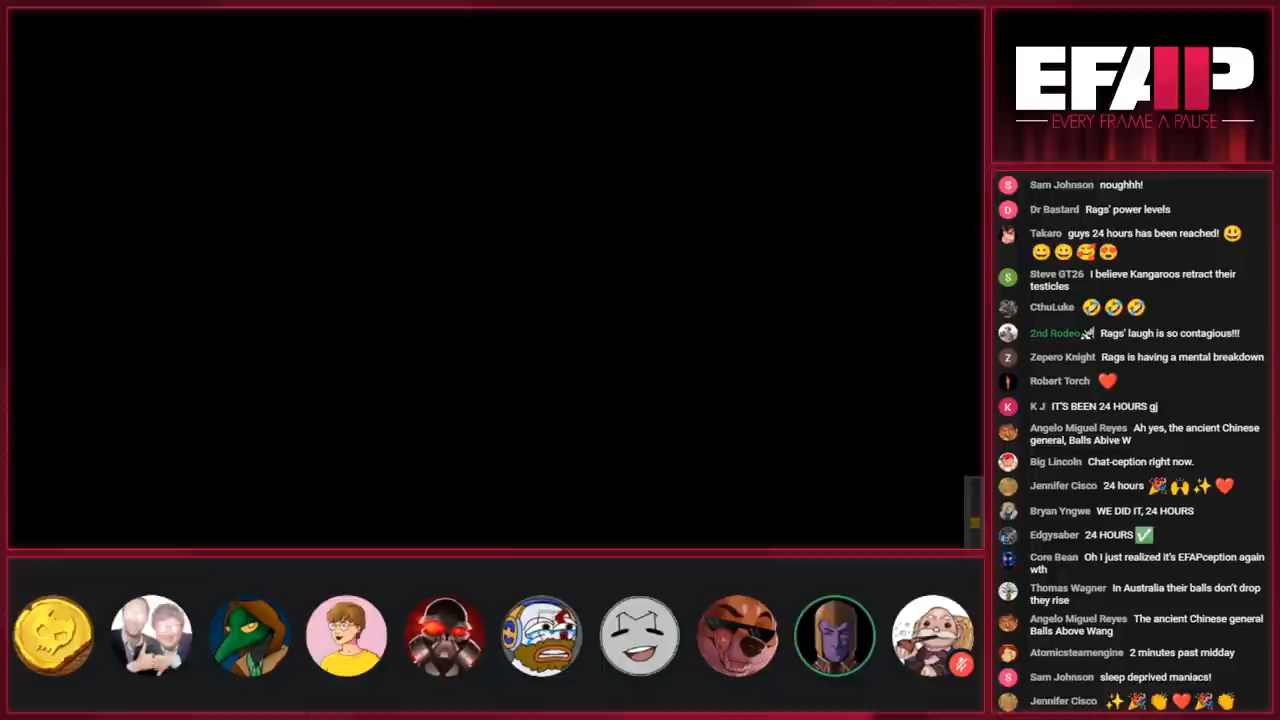 EFAP
EVERY FRAME A PAUSE
Sam Johnson noughhh!
Dr Bastard Rags' power levels
Takaro guys 24 hours has been reached! 😃
😀 😀 🥰 😍
Steve GT26 I believe Kangaroos retract their
testicles
CthuLuke 🤣 🤣 🤣
2nd Rodeo Rags' laugh is so contagious!!!
Zepero Knight Rags is having a mental breakdown
Robert Torch ❤️
K J IT'S BEEN 24 HOURS gj
Angelo Miguel Reyes Ah yes, the ancient Chinese
general, Balls Abive W
Big Lincoln Chat-ception right now.
Jennifer Cisco 24 hours 🎉 🙌 ✨ ❤️
Bryan Yngwe WE DID IT, 24 HOURS
Edgysaber 24 HOURS ✅
Core Bean Oh I just realized it's EFAPception again
wth
Thomas Wagner In Australia their balls don't drop
they rise
Angelo Miguel Reyes The ancient Chinese general
Balls Above Wang
Atomicsteamengine 2 minutes past midday
Sam Johnson sleep deprived maniacs!
Jennifer Cisco ✨ 🎉 👏 ❤️ 🎉 👏